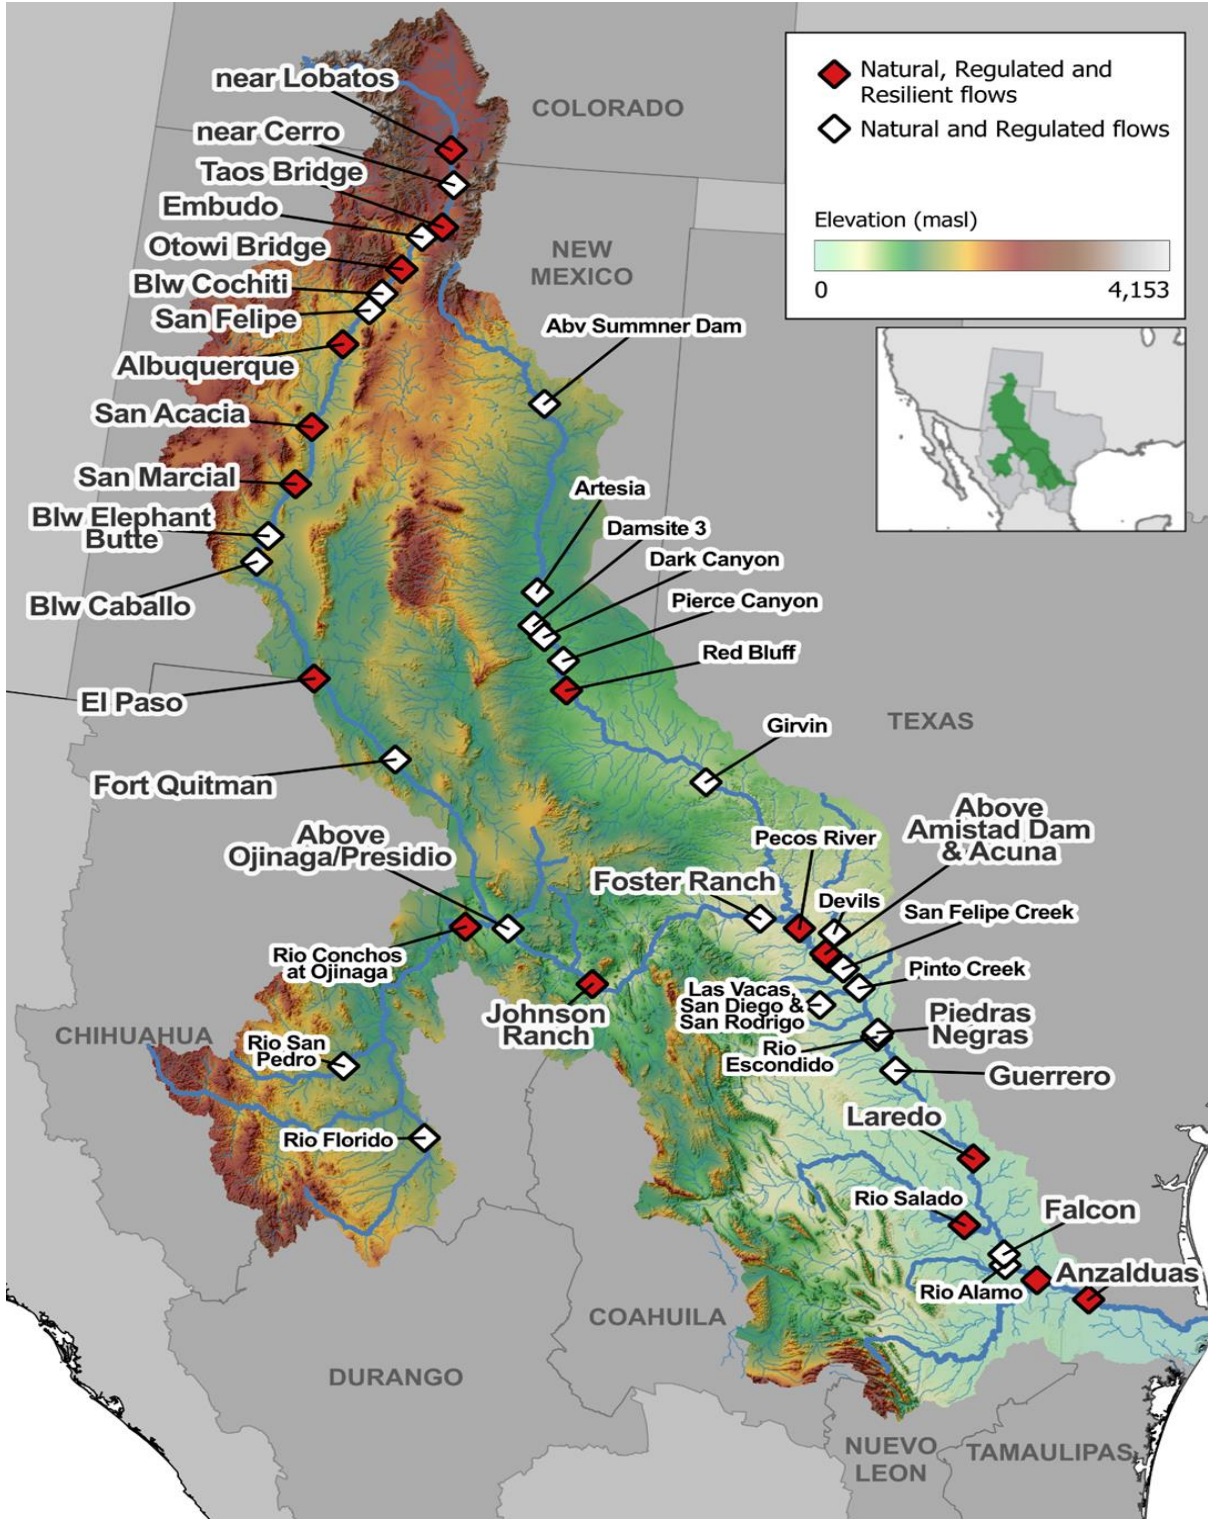 near Lobatos
near Cerro
Taos Bridge
Embudo
Otowi Bridge
Blw Cochiti
San Felipe
Albuquerque
San Acacia
San Marcial
Blw Elephant
Butte
Blw Caballo
El Paso
Fort Quitman
Above
Ojinaga/Presidio
Rio Conchos
at Ojinaga
CHIHUAHUA
Rio San
Pedro
Rio Florido
DURANGO
COLORADO
NEW
MEXICO
Abv Summner Dam
Artesia
Damsite 3
Dark Canyon
Pierce Canyon
Red Bluff
TEXAS
Girvin
Above
Amistad Dam
& Acuna
Pecos River
Foster Ranch
Devils
San Felipe Creek
Pinto Creek
Las Vacas,
San Diego &
San Rodrigo
Johnson
Ranch
Piedras
Negras
Rio
Escondido
Guerrero
Laredo
Rio Salado
Falcon
Rio Alamo
Anzalduas
COAHUILA
NUEVO
LEON
TAMAULIPAS
Natural, Regulated and
Resilient flows
Natural and Regulated flows
Elevation (masl)
0 4,153